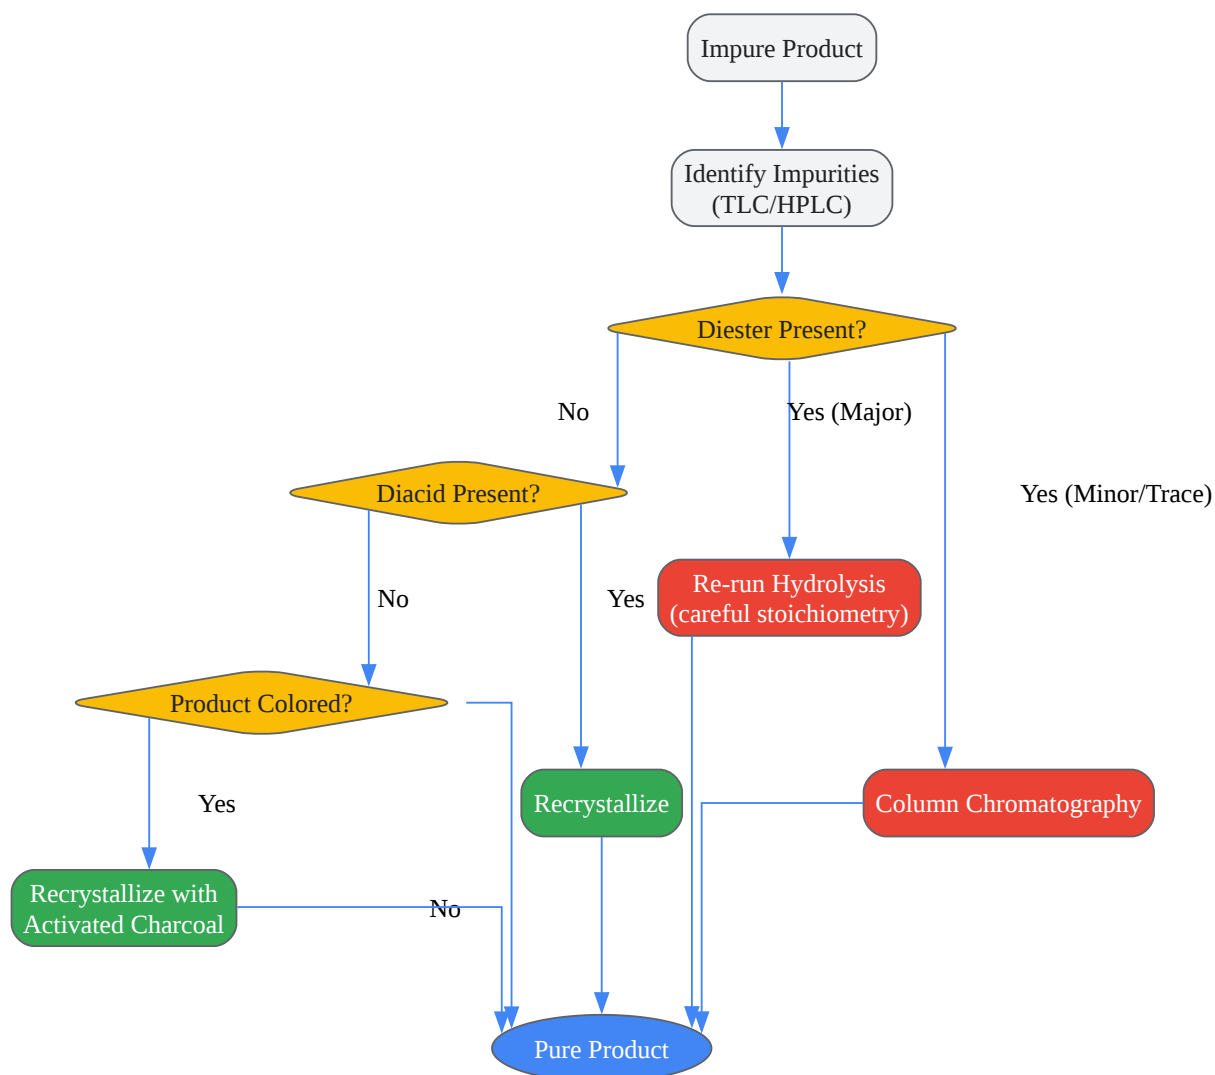 Impure Product
Identify Impurities
(TLC/HPLC)
Diester Present?
No
Yes (Major)
Diacid Present?
Yes (Minor/Trace)
Re-run Hydrolysis
(careful stoichiometry)
No
Yes
Product Colored?
Yes
Recrystallize
Column Chromatography
Recrystallize with
Activated Charcoal
No
Pure Product